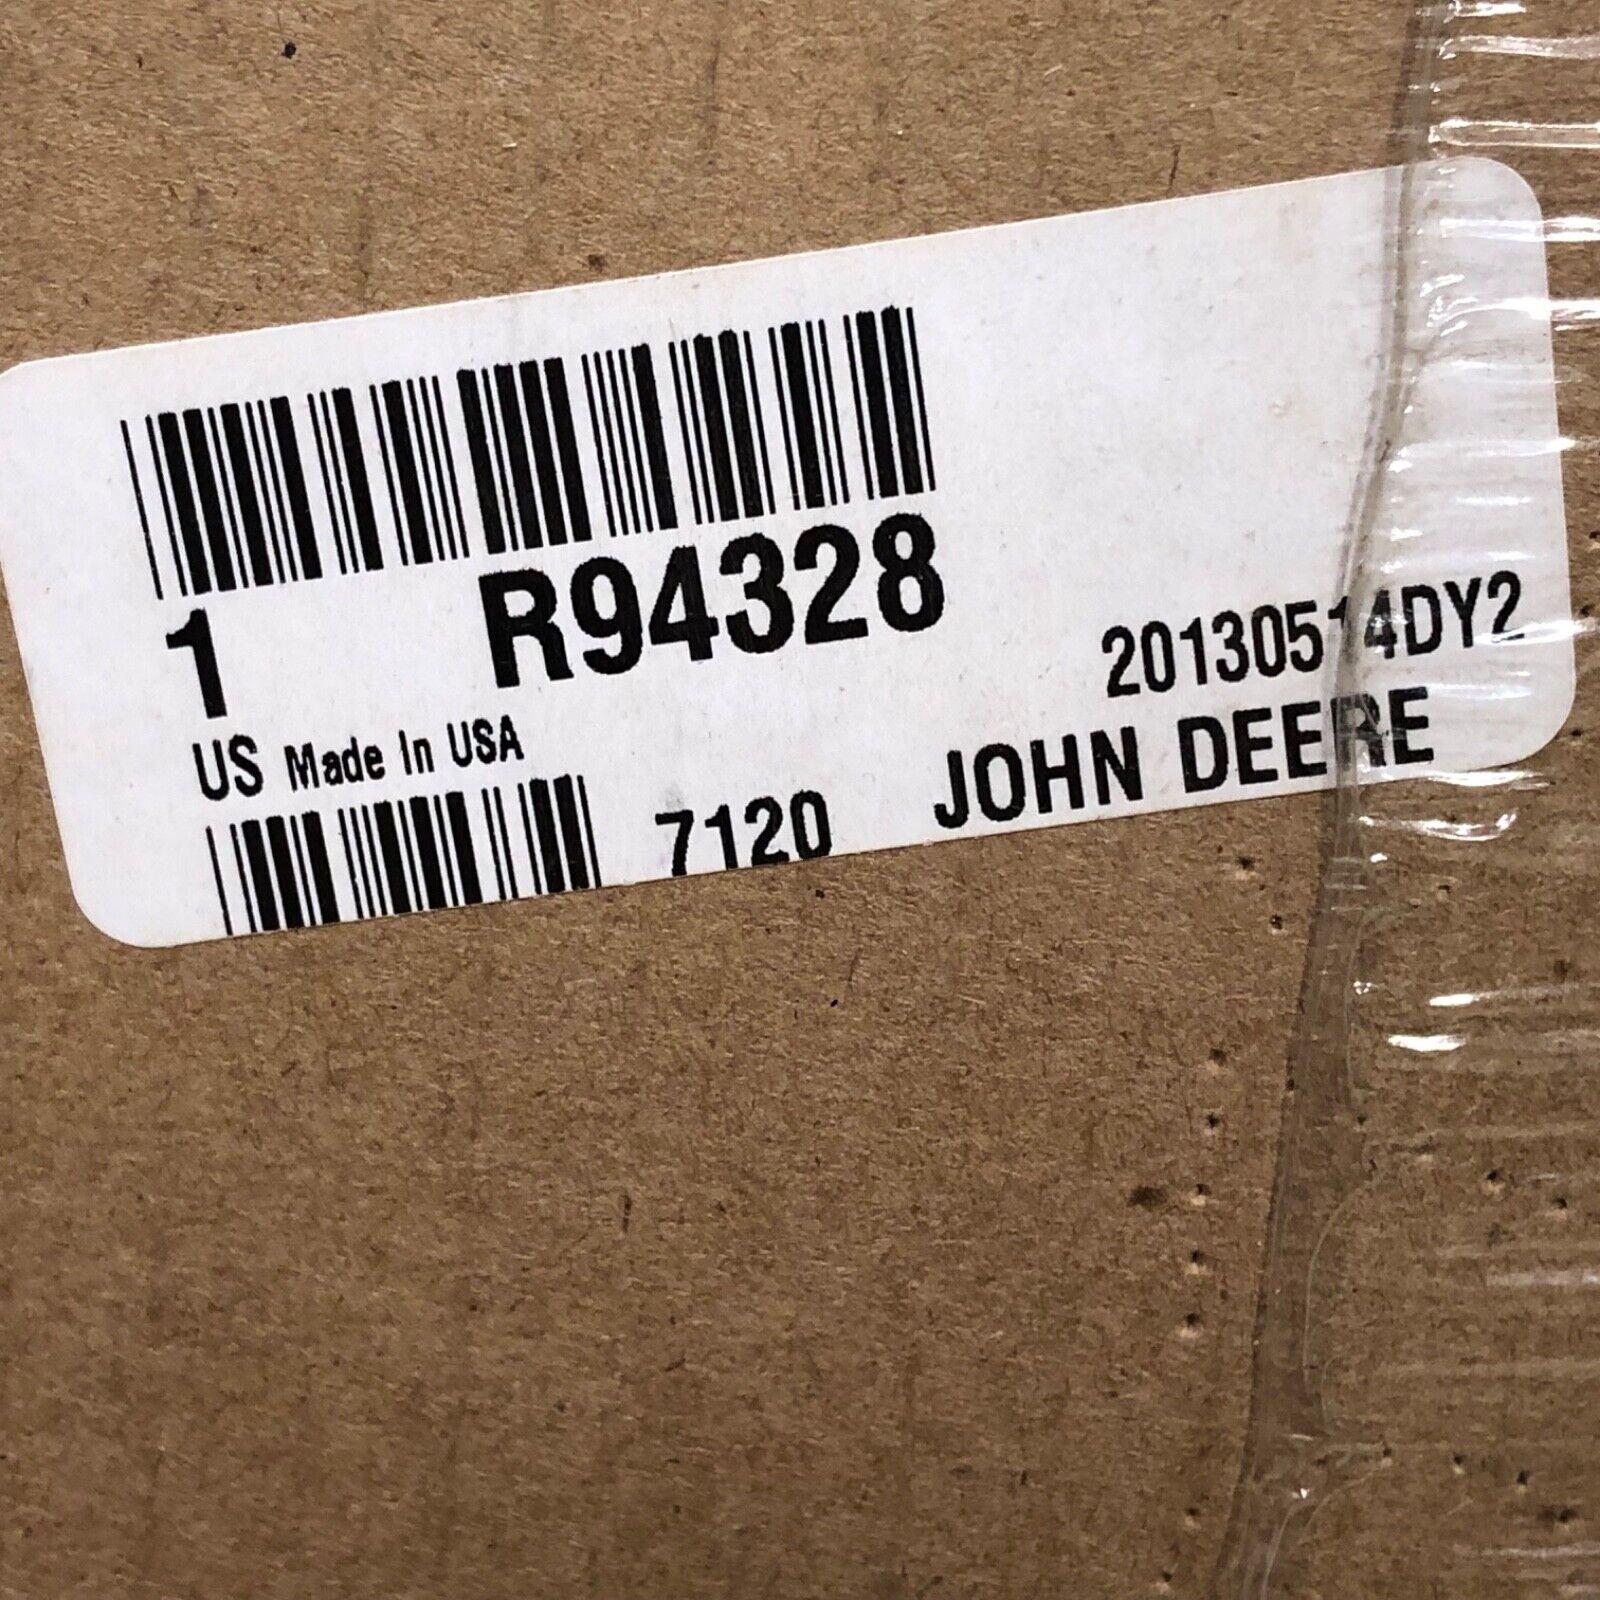 1 R94328
20130514DY2
US Made In USA
7120 JOHN DEERE